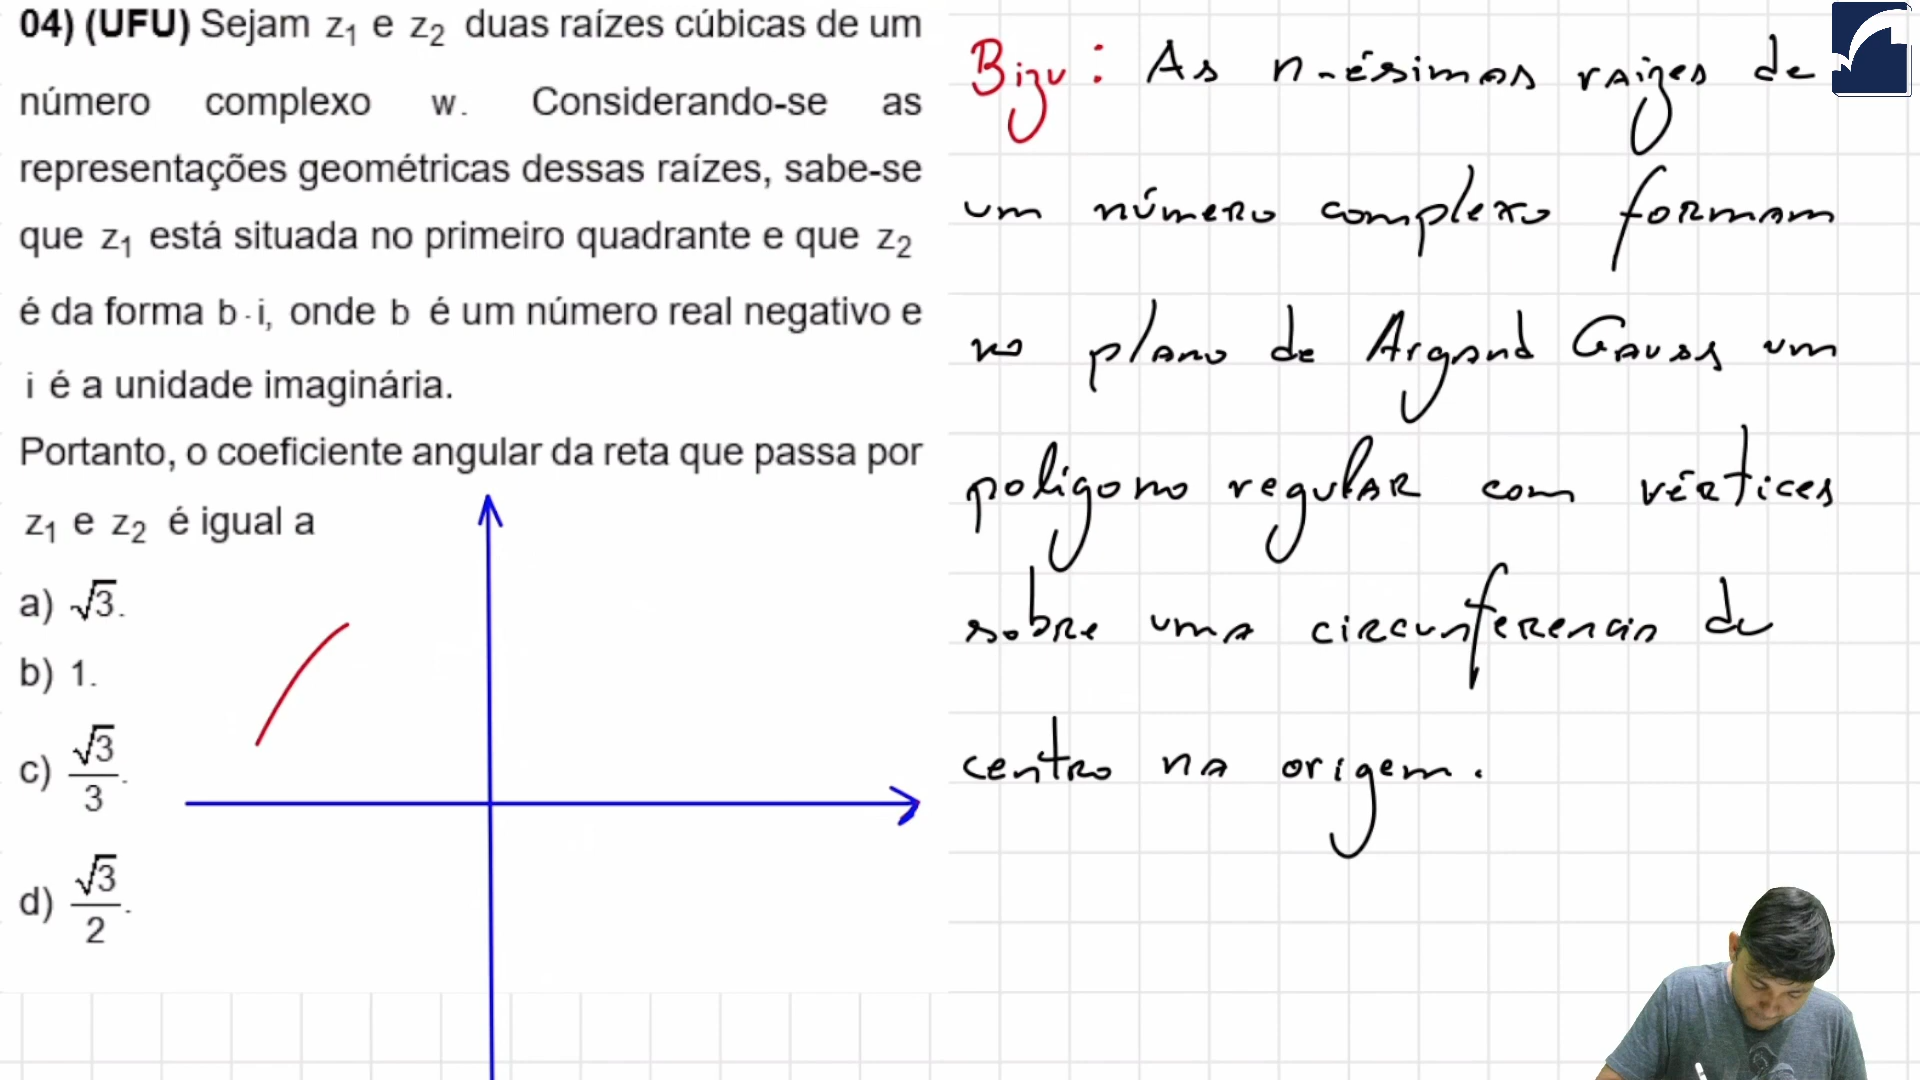 04) (UFU) Sejam z₁ e z₂ duas raízes cúbicas de um
número complexo w. Considerando-se as
representações geométricas dessas raízes, sabe-se
que z₁ está situada no primeiro quadrante e que z₂
é da forma b·i, onde b é um número real negativo e
i é a unidade imaginária.
Portanto, o coeficiente angular da reta que passa por
z₁ e z₂ é igual a
a) √3.
b) 1.
c) √3/3.
d) √3/2.
Bizu: As n-ésimas raizes de
um número complexo formam
no plano de Argand Gauss um
poligono regular com vértices
sobre uma circunferencia de
centro na origem.